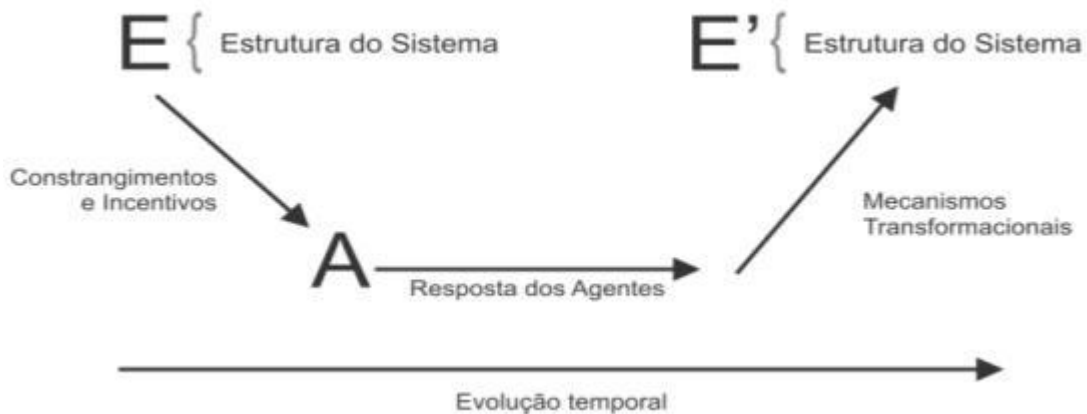 E { Estrutura do Sistema
E’ { Estrutura do Sistema
Constrangimentos
e Incentivos
Mecanismos
Transformacionais
A
Resposta dos Agentes
Evolução temporal